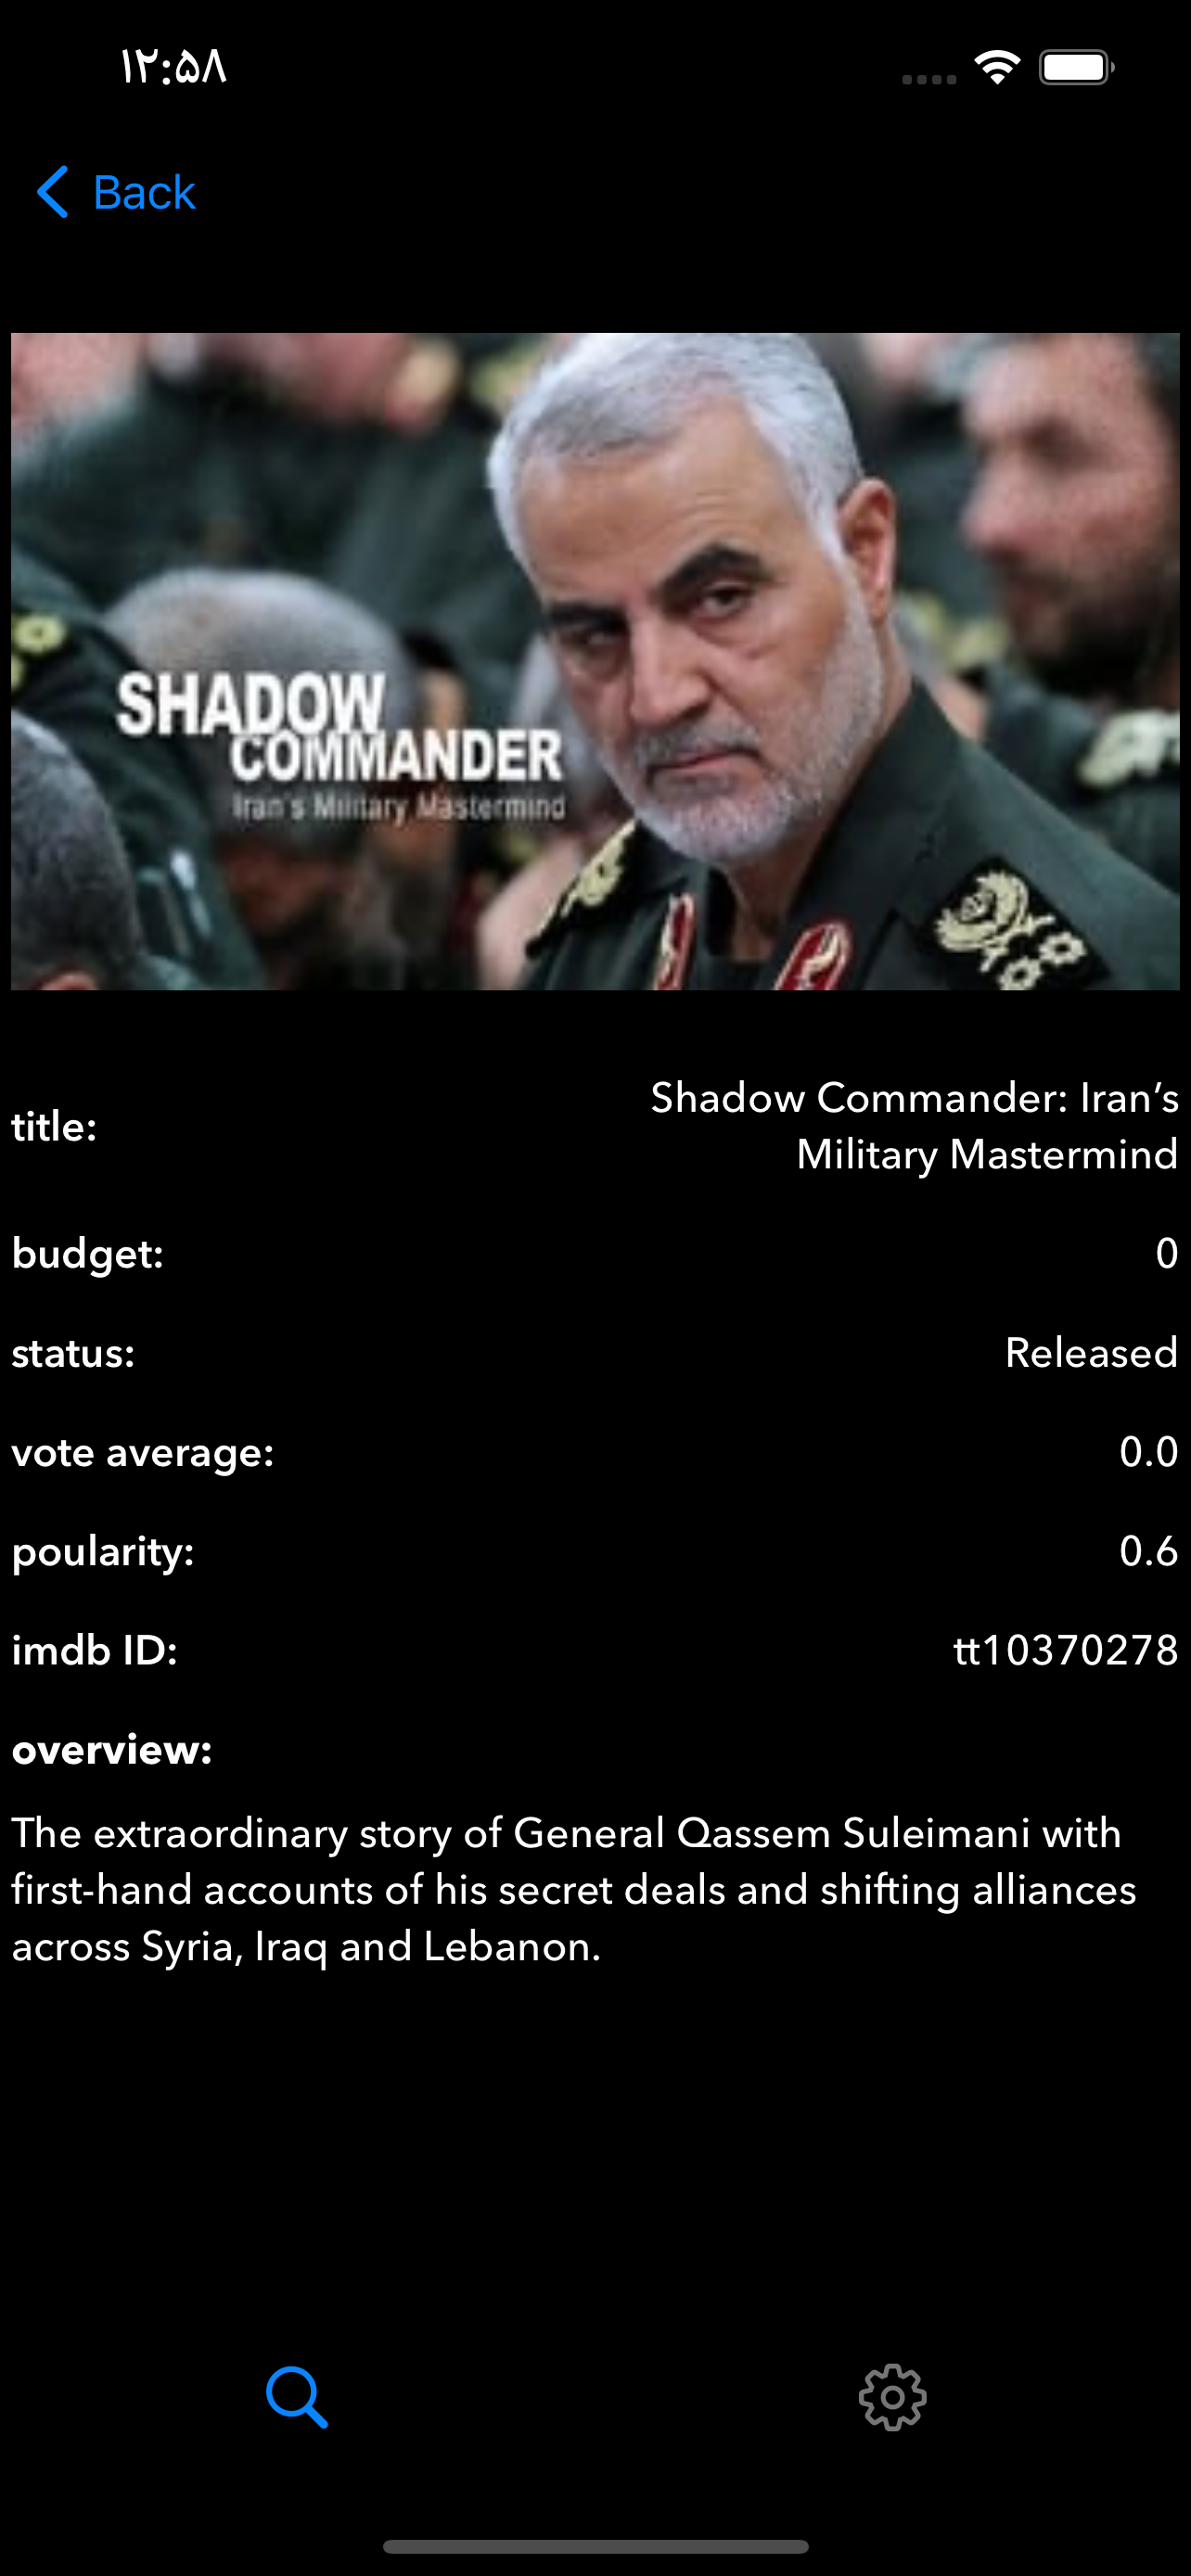 ۱۲:۵۸
Back
SHADOW
COMMANDER
Iran's Military Mastermind
title:
Shadow Commander: Iran’s
Military Mastermind
budget:
0
status:
Released
vote average:
0.0
poularity:
0.6
imdb ID:
tt10370278
overview:
The extraordinary story of General Qassem Suleimani with
first-hand accounts of his secret deals and shifting alliances
across Syria, Iraq and Lebanon.